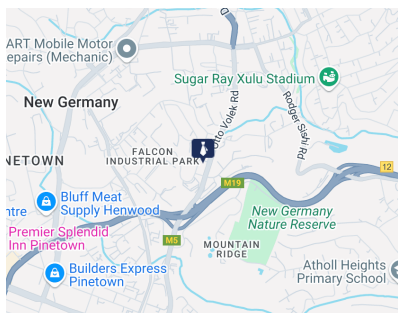 ART Mobile Motor
epairs (Mechanic)
Sugar Ray Xulu Stadium
New Germany
Otto Volek Rd
Rodger Sishi Rd
FALCON
INDUSTRIAL PARK
NETOWN
12
M19
Bluff Meat
Supply Henwood
entre
New Germany
Nature Reserve
Premier Splendid
Inn Pinetown
M5
MOUNTAIN
RIDGE
Builders Express
Pinetown
Atholl Heights
Primary School